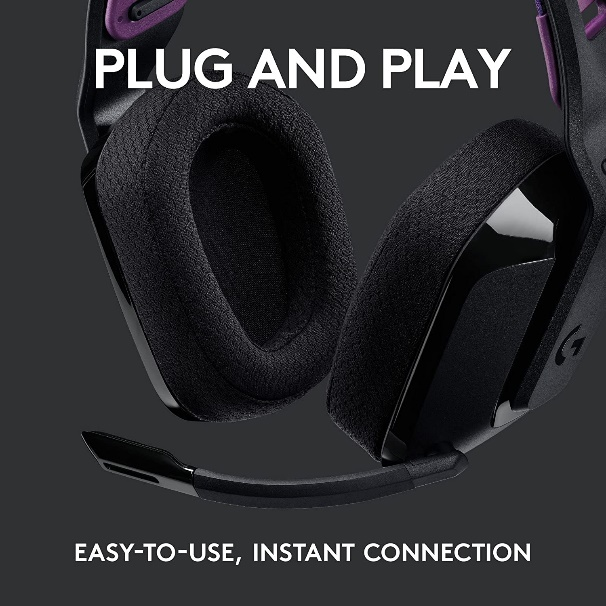 PLUG AND PLAY
EASY-TO-USE, INSTANT CONNECTION